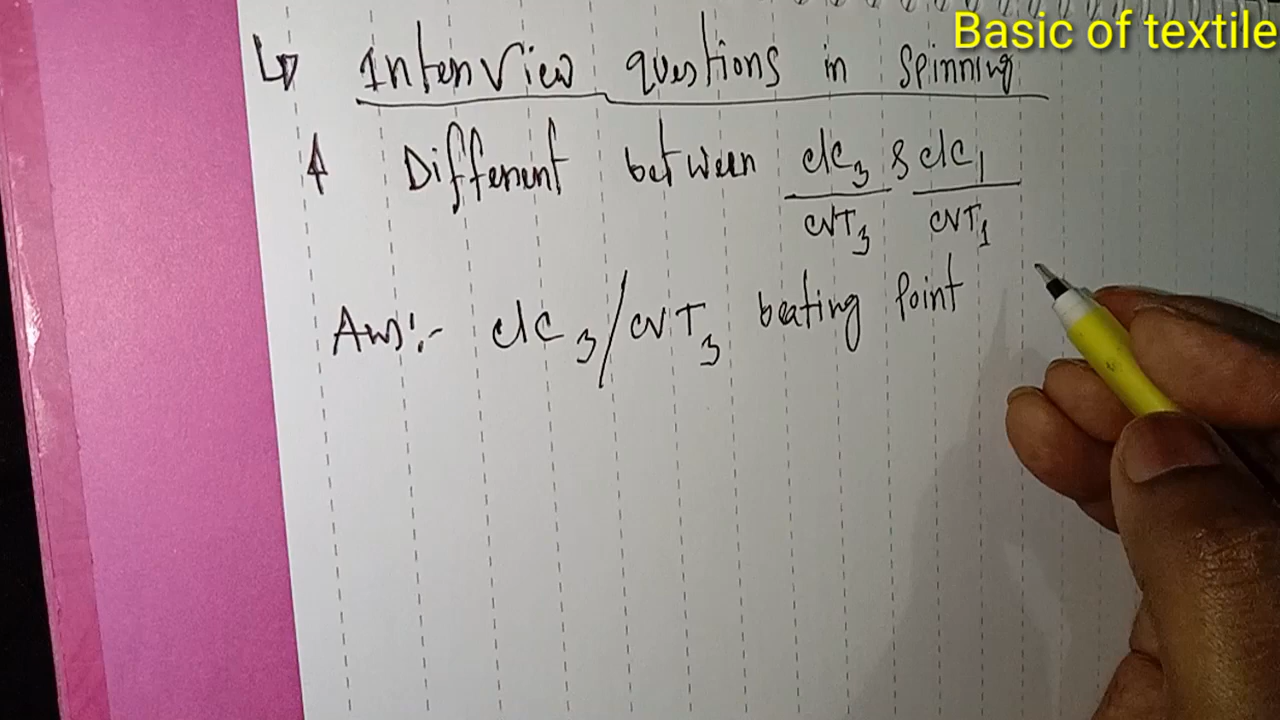 Basic of textile
Interview questions in spinning
Different between clC3 & clC1
CVT3 CVT1
Ans:- clC3/CVT3 beating Point